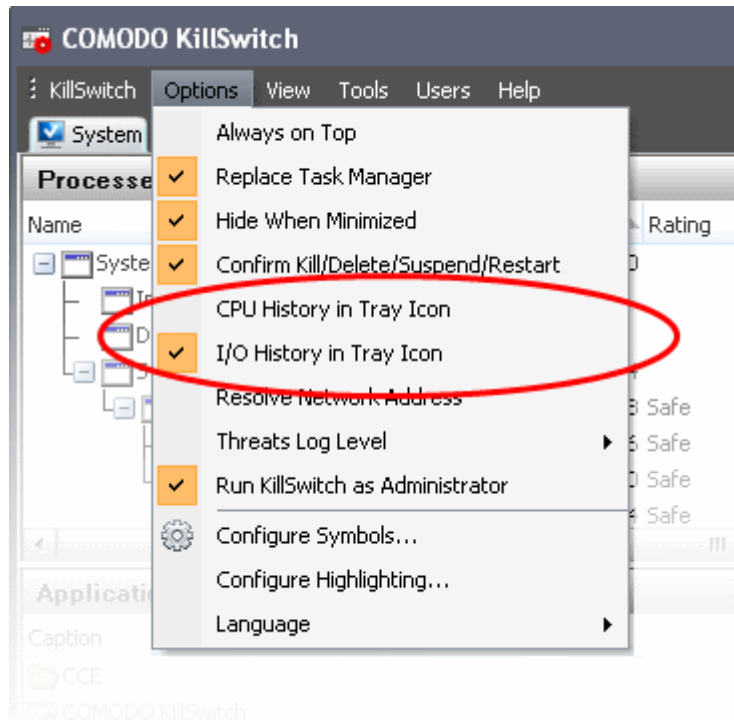 COMODO KillSwitch
KillSwitch Options View Tools Users Help
System
Always on Top
Processe
Replace Task Manager
Name
Hide When Minimized
Rating
Syste
Confirm Kill/Delete/Suspend/Restart
CPU History in Tray Icon
D
I/O History in Tray Icon
Resolve Network Address
Safe
Threats Log Level
Safe
Run KillSwitch as Administrator
Safe
Safe
Configure Symbols...
Configure Highlighting...
Applicatio
Language
Caption
CCE
COMODO KillSwitch